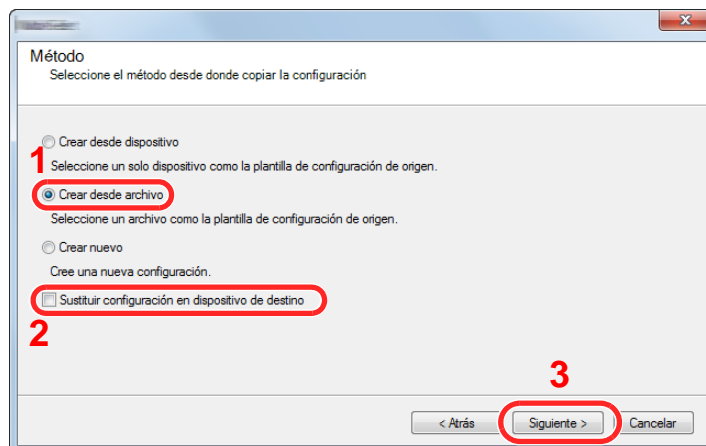 Método
Seleccione el método desde donde copiar la configuración
Crear desde dispositivo
1
Seleccione un solo dispositivo como la plantilla de configuración de origen.
Crear desde archivo
Seleccione un archivo como la plantilla de configuración de origen.
Crear nuevo
Cree una nueva configuración.
Sustituir configuración en dispositivo de destino
2
3
< Atrás Siguiente > Cancelar